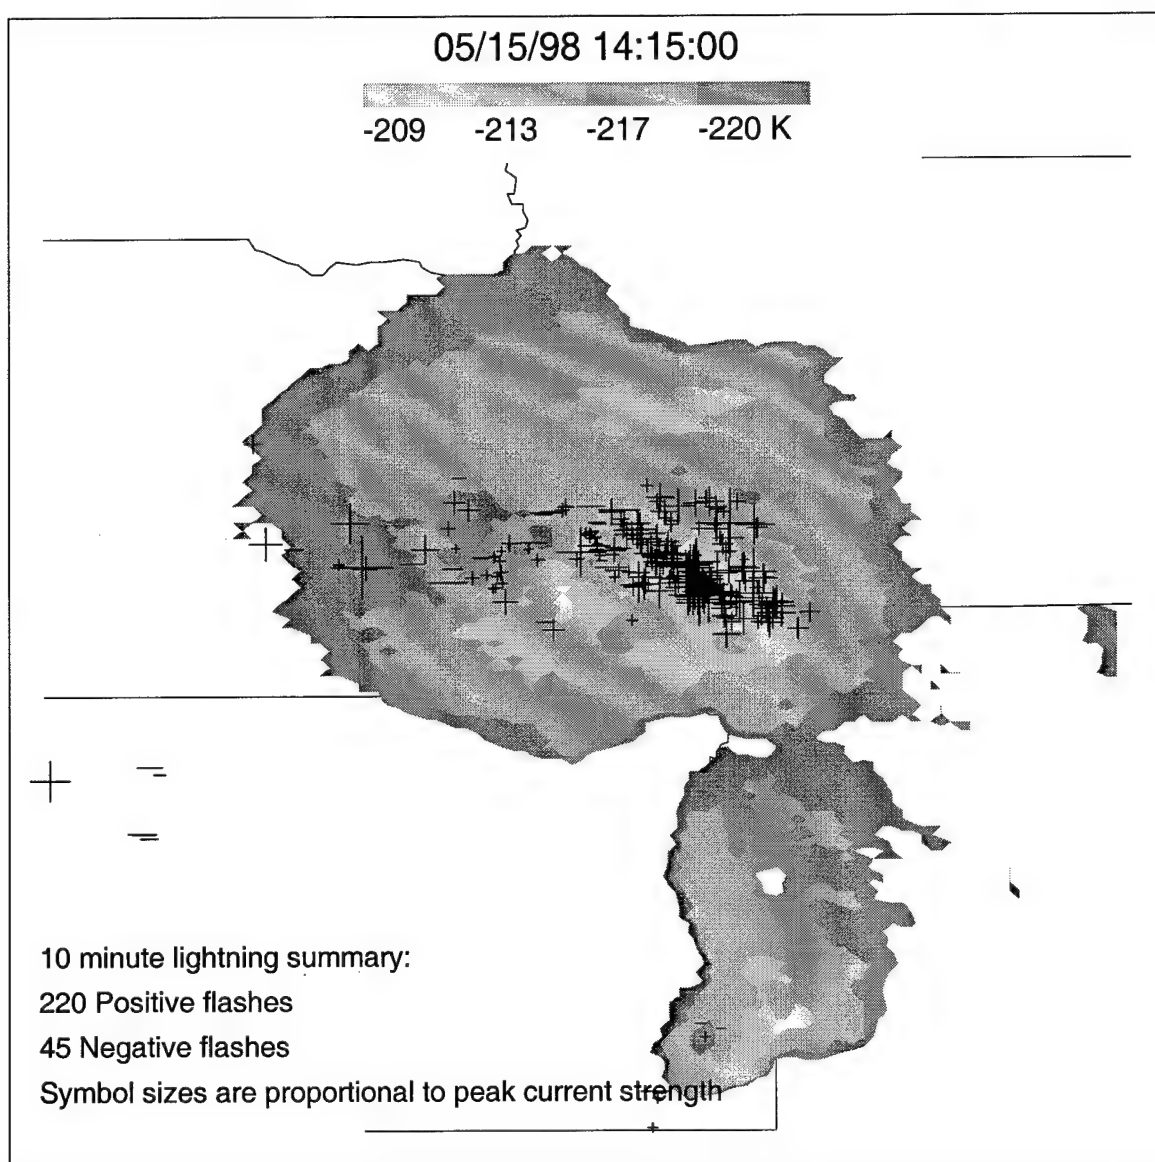 05/15/98 14:15:00
-209 -213 -217 -220 K
10 minute lightning summary:
220 Positive flashes
45 Negative flashes
Symbol sizes are proportional to peak current strength